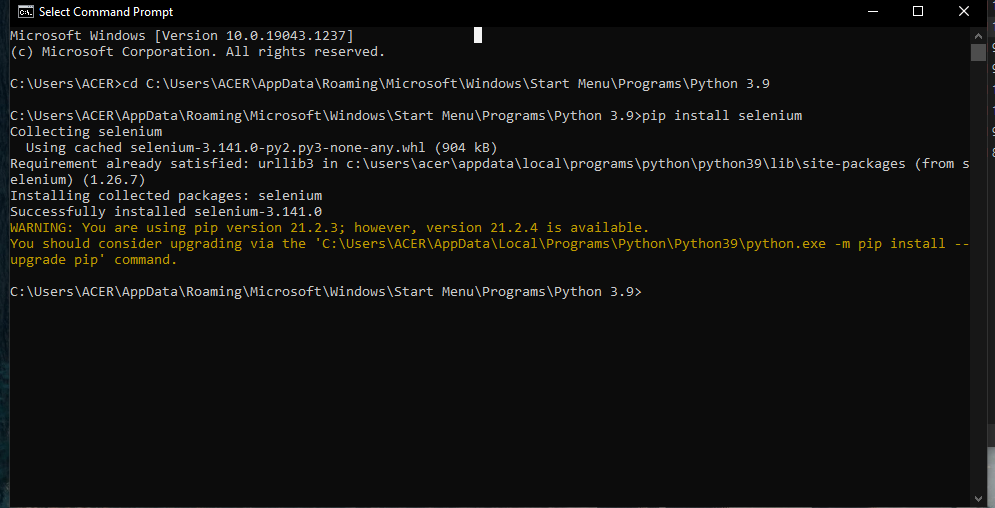 Select Command Prompt
Microsoft Windows [Version 10.0.19043.1237]
(c) Microsoft Corporation. All rights reserved.
C:\Users\ACER>cd C:\Users\ACER\AppData\Roaming\Microsoft\Windows\Start Menu\Programs\Python 3.9
C:\Users\ACER\AppData\Roaming\Microsoft\Windows\Start Menu\Programs\Python 3.9>pip install selenium
Collecting selenium
  Using cached selenium-3.141.0-py2.py3-none-any.whl (904 kB)
Requirement already satisfied: urllib3 in c:\users\acer\appdata\local\programs\python\python39\lib\site-packages (from s
elenium) (1.26.7)
Installing collected packages: selenium
Successfully installed selenium-3.141.0
WARNING: You are using pip version 21.2.3; however, version 21.2.4 is available.
You should consider upgrading via the 'C:\Users\ACER\AppData\Local\Programs\Python\Python39\python.exe -m pip install --
upgrade pip' command.
C:\Users\ACER\AppData\Roaming\Microsoft\Windows\Start Menu\Programs\Python 3.9>